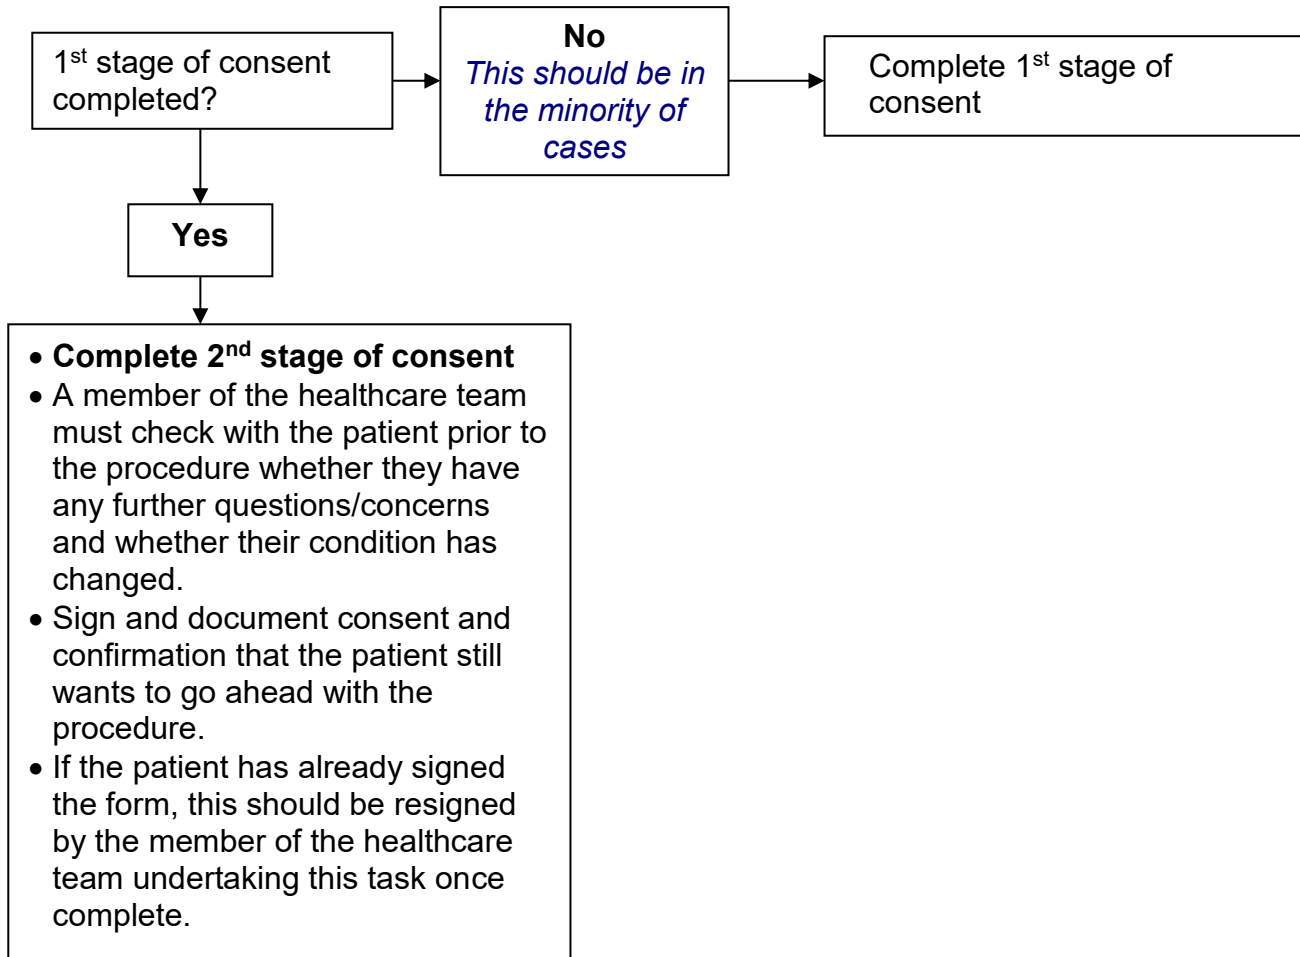 1st stage of consent
completed?
No
This should be in
the minority of
cases
Complete 1st stage of
consent
Yes
• Complete 2nd stage of consent
• A member of the healthcare team
must check with the patient prior to
the procedure whether they have
any further questions/concerns
and whether their condition has
changed.
• Sign and document consent and
confirmation that the patient still
wants to go ahead with the
procedure.
• If the patient has already signed
the form, this should be resigned
by the member of the healthcare
team undertaking this task once
complete.